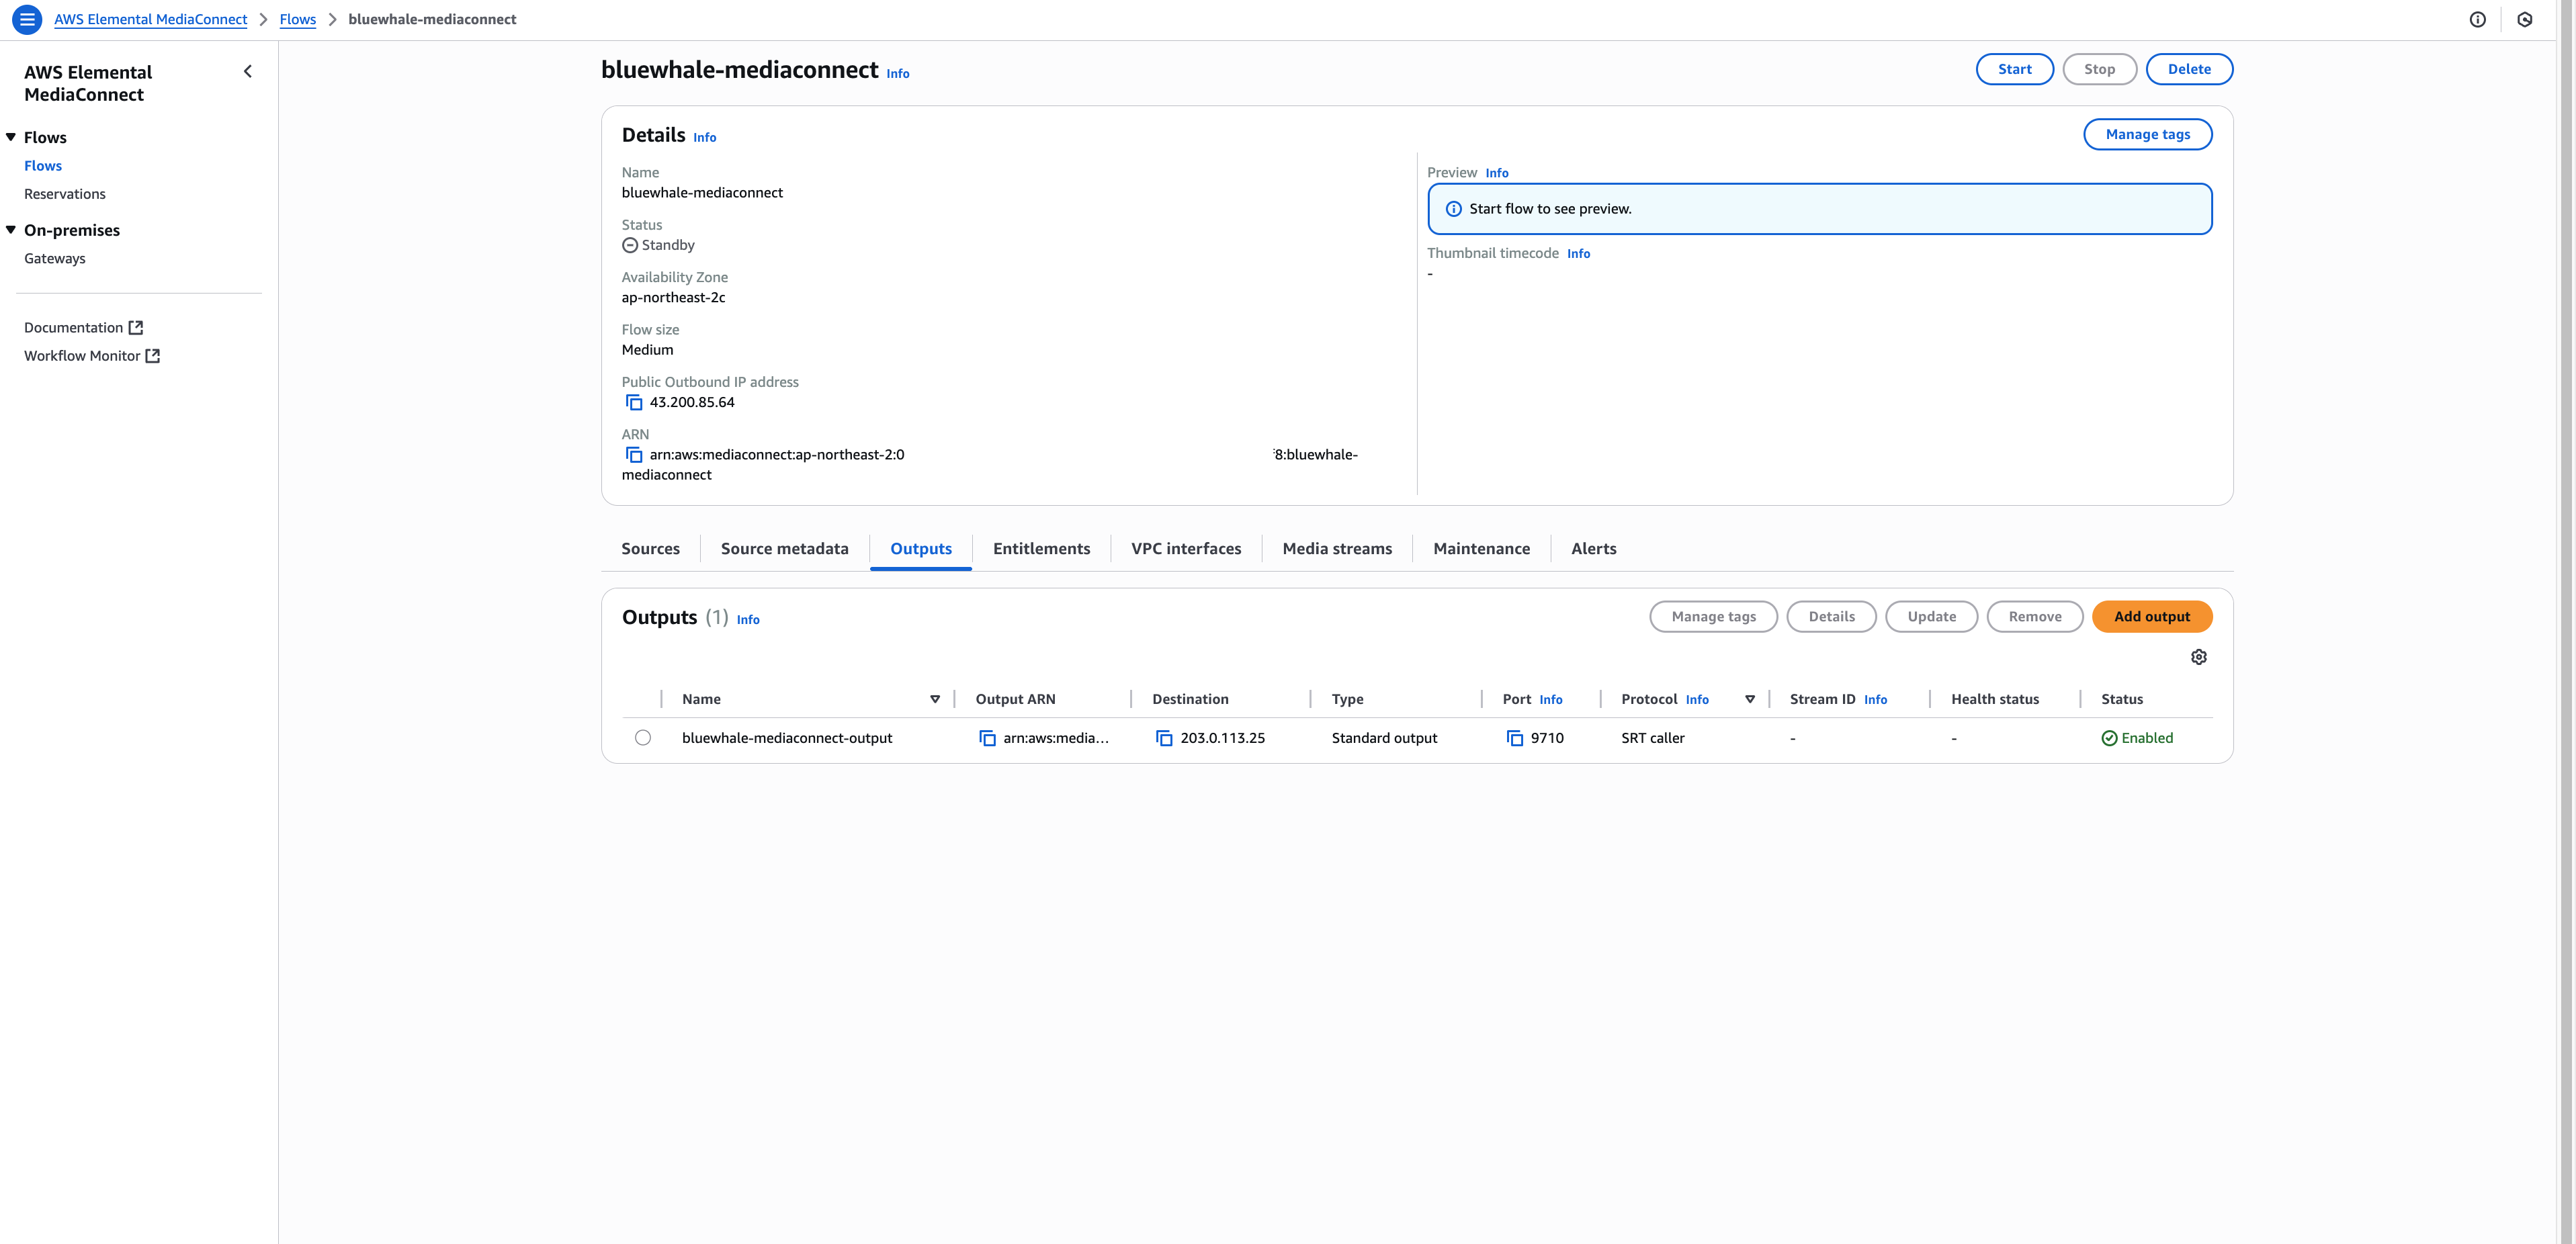 AWS Elemental MediaConnect > Flows > bluewhale-mediaconnect
AWS Elemental
MediaConnect
Flows
Flows
Reservations
On-premises
Gateways
Documentation
Workflow Monitor
bluewhale-mediaconnect Info
Start Stop Delete
Details Info
Manage tags
Name
bluewhale-mediaconnect
Status
Standby
Availability Zone
ap-northeast-2c
Flow size
Medium
Public Outbound IP address
43.200.85.64
ARN
arn:aws:mediaconnect:ap-northeast-2:0 8:bluewhale-
mediaconnect
Preview Info
Start flow to see preview.
Thumbnail timecode Info
-
Sources Source metadata Outputs Entitlements VPC interfaces Media streams Maintenance Alerts
Outputs (1) Info
Manage tags Details Update Remove Add output
Name Output ARN Destination Type Port Info Protocol Info Stream ID Info Health status Status
bluewhale-mediaconnect-output arn:aws:media... 203.0.113.25 Standard output 9710 SRT caller - - Enabled